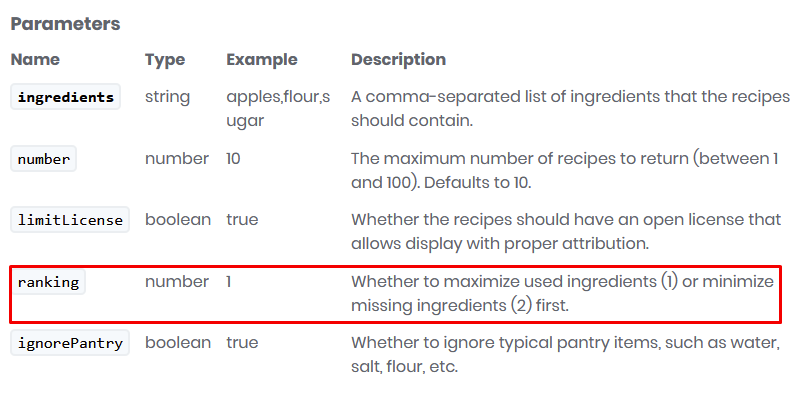 Parameters
Name Type Example Description
ingredients string apples,flour,s A comma-separated list of ingredients that the recipes
ugar should contain.
number number 10 The maximum number of recipes to return (between 1
and 100). Defaults to 10.
limitLicense boolean true Whether the recipes should have an open license that
allows display with proper attribution.
ranking number 1 Whether to maximize used ingredients (1) or minimize
missing ingredients (2) first.
ignorePantry boolean true Whether to ignore typical pantry items, such as water,
salt, flour, etc.